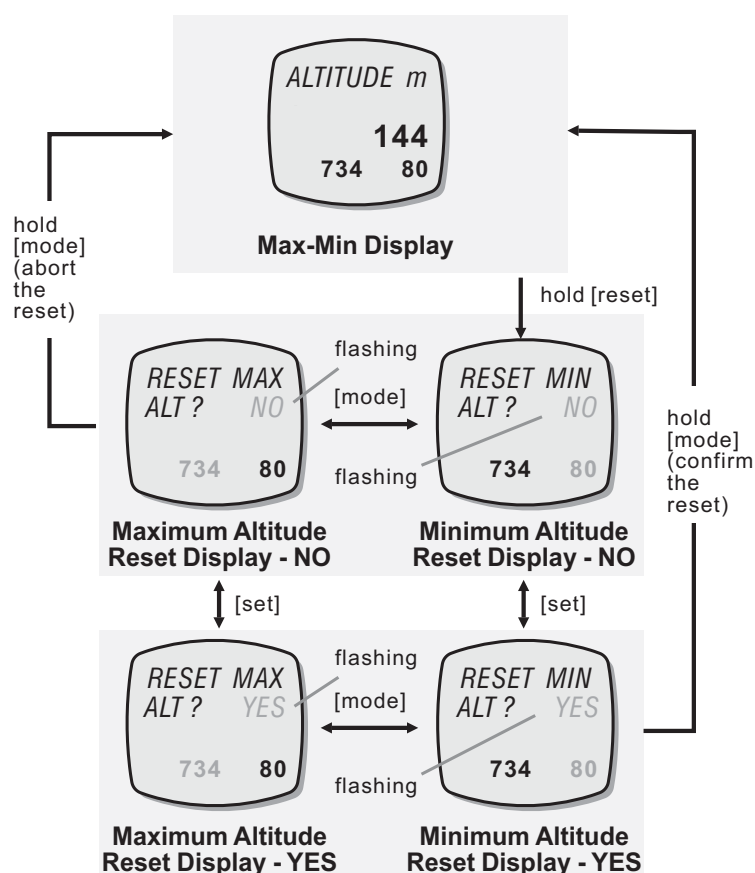 ALTITUDE m
144
734 80
Max-Min Display
hold
[mode]
(abort
the
reset)
hold [reset]
RESET MAX
ALT ? NO
734 80
flashing
[mode]
flashing
RESET MIN
ALT ? NO
734 80
Maximum Altitude
Reset Display - NO
Minimum Altitude
Reset Display - NO
hold
[mode]
(confirm
the
reset)
[set]
[set]
RESET MAX
ALT ? YES
734 80
flashing
[mode]
flashing
RESET MIN
ALT ? YES
734 80
Maximum Altitude
Reset Display - YES
Minimum Altitude
Reset Display - YES